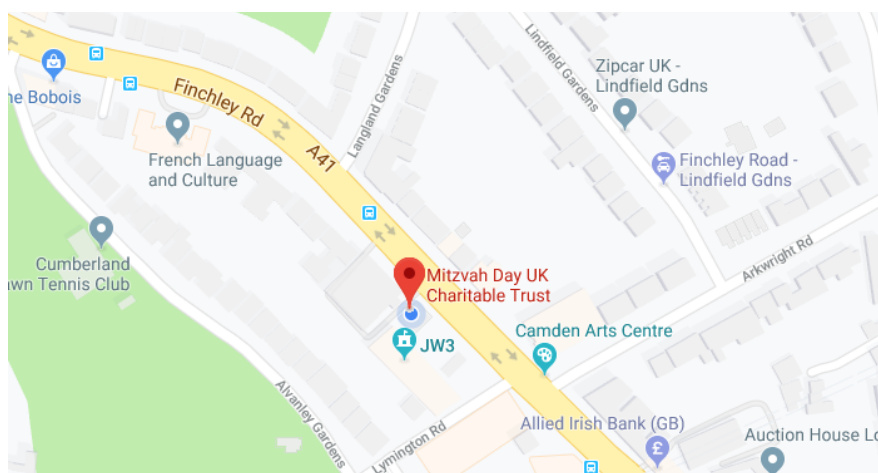 Finchley Rd
A41
Langland Gardens
Lindfield Gardens
Zipcar UK -
Lindfield Gdns
ne Bobois
French Language
and Culture
Finchley Road -
Lindfield Gdns
Arkwright Rd
Cumberland
wn Tennis Club
Mitzvah Day UK
Charitable Trust
JW3
Camden Arts Centre
Alvanley Gardens
Lymington Rd
Allied Irish Bank (GB)
£
Auction House Lo